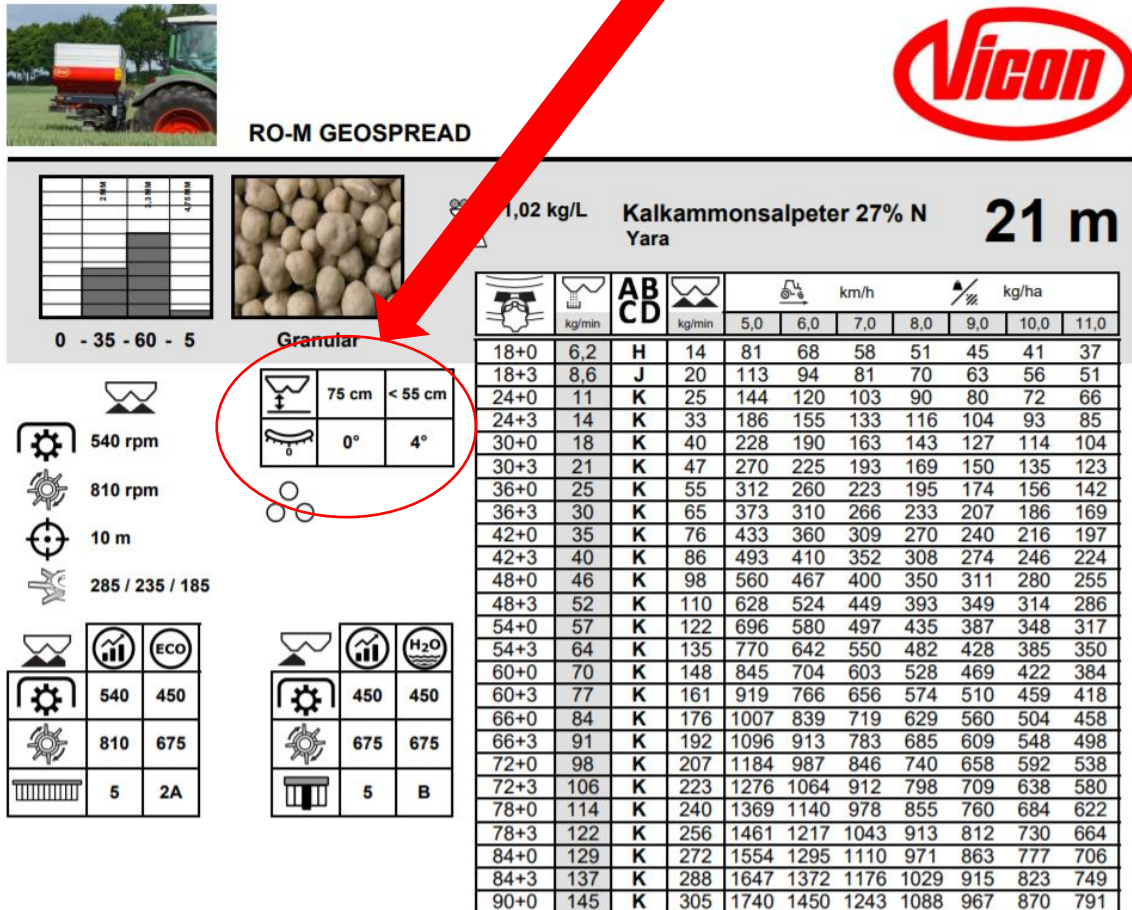 Vicon
RO-M GEOSPREAD
2 MM
3,3 MM
4,75 MM
0 - 35 - 60 - 5
Granular
1,02 kg/L
Kalkammonsalpeter 27% N
Yara
21 m
540 rpm
810 rpm
10 m
285 / 235 / 185
75 cm < 55 cm
0° 4°
0
ECO
540 450
810 675
5 2A
H2O
450 450
675 675
5 B
AB
CD
km/h kg/ha
kg/min kg/min 5,0 6,0 7,0 8,0 9,0 10,0 11,0
18+0 6,2 H 14 81 68 58 51 45 41 37
18+3 8,6 J 20 113 94 81 70 63 56 51
24+0 11 K 25 144 120 103 90 80 72 66
24+3 14 K 33 186 155 133 116 104 93 85
30+0 18 K 40 228 190 163 143 127 114 104
30+3 21 K 47 270 225 193 169 150 135 123
36+0 25 K 55 312 260 223 195 174 156 142
36+3 30 K 65 373 310 266 233 207 186 169
42+0 35 K 76 433 360 309 270 240 216 197
42+3 40 K 86 493 410 352 308 274 246 224
48+0 46 K 98 560 467 400 350 311 280 255
48+3 52 K 110 628 524 449 393 349 314 286
54+0 57 K 122 696 580 497 435 387 348 317
54+3 64 K 135 770 642 550 482 428 385 350
60+0 70 K 148 845 704 603 528 469 422 384
60+3 77 K 161 919 766 656 574 510 459 418
66+0 84 K 176 1007 839 719 629 560 504 458
66+3 91 K 192 1096 913 783 685 609 548 498
72+0 98 K 207 1184 987 846 740 658 592 538
72+3 106 K 223 1276 1064 912 798 709 638 580
78+0 114 K 240 1369 1140 978 855 760 684 622
78+3 122 K 256 1461 1217 1043 913 812 730 664
84+0 129 K 272 1554 1295 1110 971 863 777 706
84+3 137 K 288 1647 1372 1176 1029 915 823 749
90+0 145 K 305 1740 1450 1243 1088 967 870 791